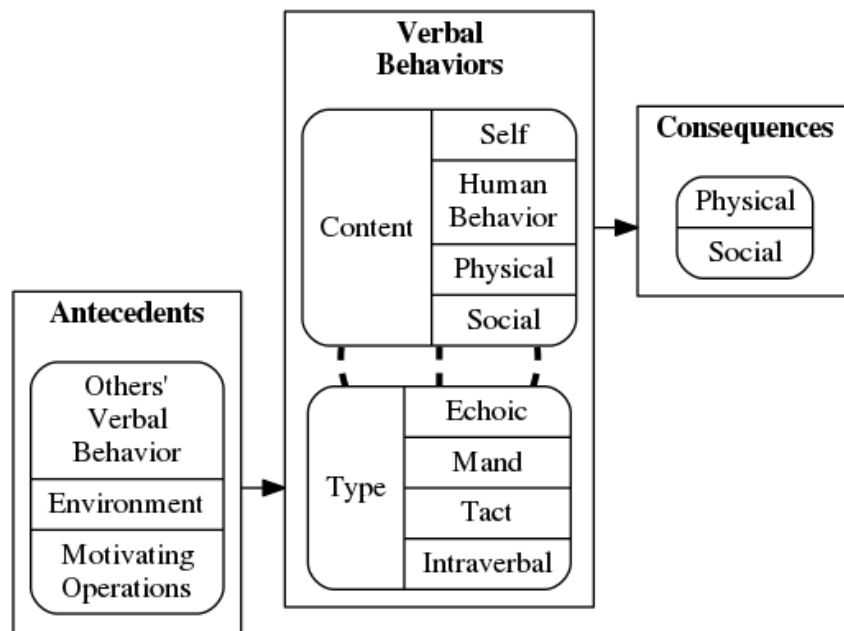 Verbal
Behaviors
Content
Self
Human
Behavior
Physical
Social
Type
Echoic
Mand
Tact
Intraverbal
Consequences
Physical
Social
Antecedents
Others'
Verbal
Behavior
Environment
Motivating
Operations